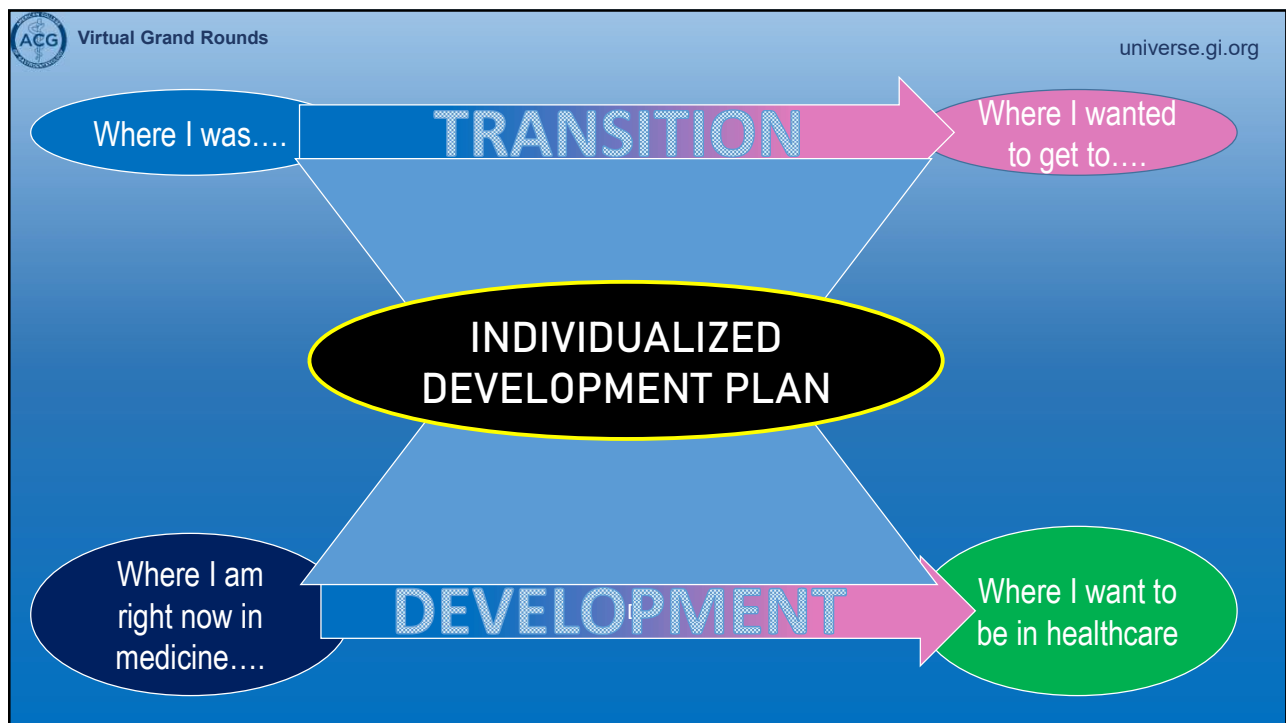 ACG
Virtual Grand Rounds
universe.gi.org
Where I was....
TRANSITION
Where I wanted
to get to....
INDIVIDUALIZED
DEVELOPMENT PLAN
Where I am
right now in
medicine....
DEVELOPMENT
Where I want to
be in healthcare